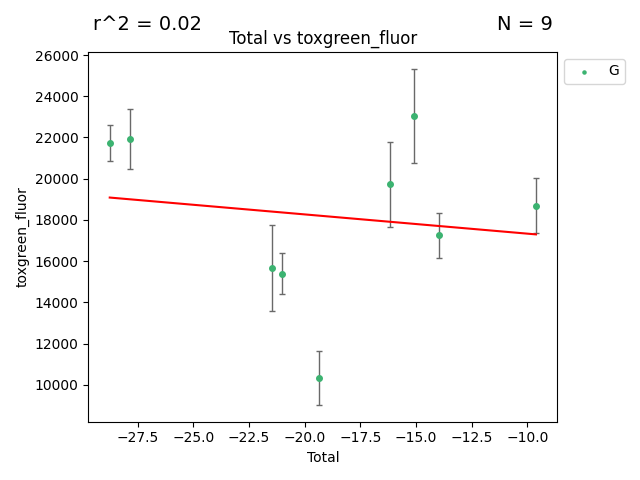 r^2 = 0.02
N = 9
Total vs toxgreen_fluor
26000
24000
22000
20000
18000
16000
14000
12000
10000
toxgreen_fluor
G
−27.5
−25.0
−22.5
−20.0
−17.5
−15.0
−12.5
−10.0
Total